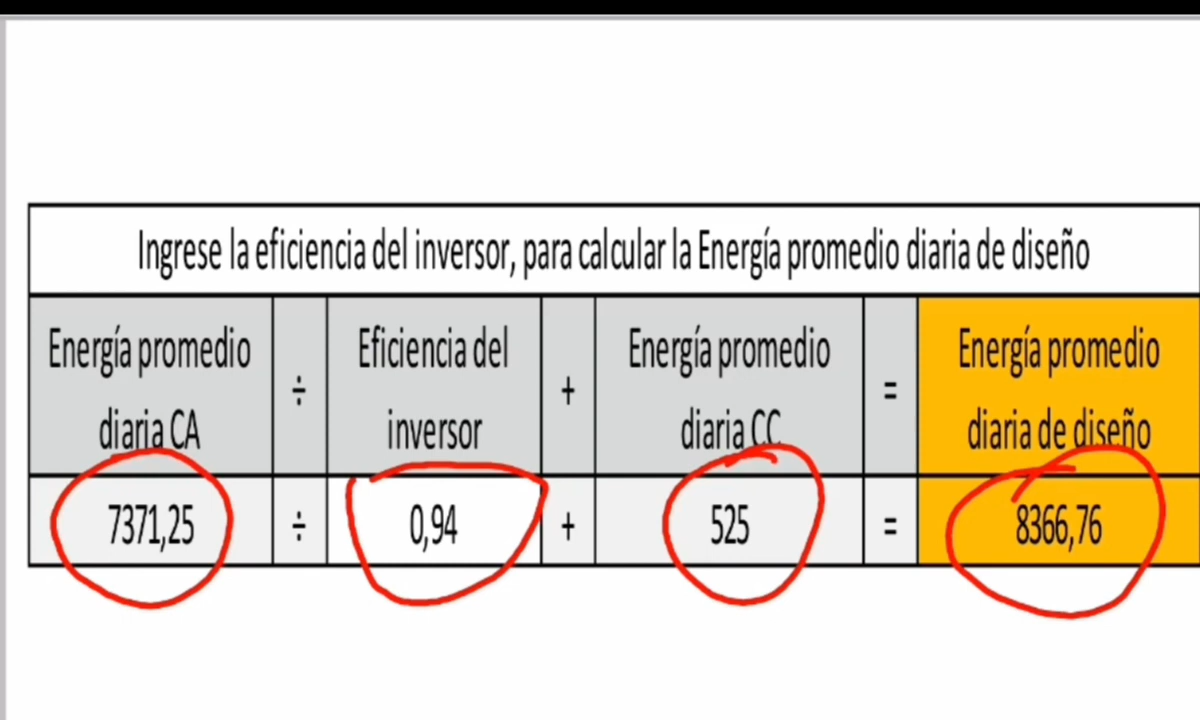 Ingrese la eficiencia del inversor, para calcular la Energía promedio diaria de diseño
Energía promedio diaria CA ÷ Eficiencia del inversor + Energía promedio diaria CC = Energía promedio diaria de diseño
7371,25 ÷ 0,94 + 525 = 8366,76